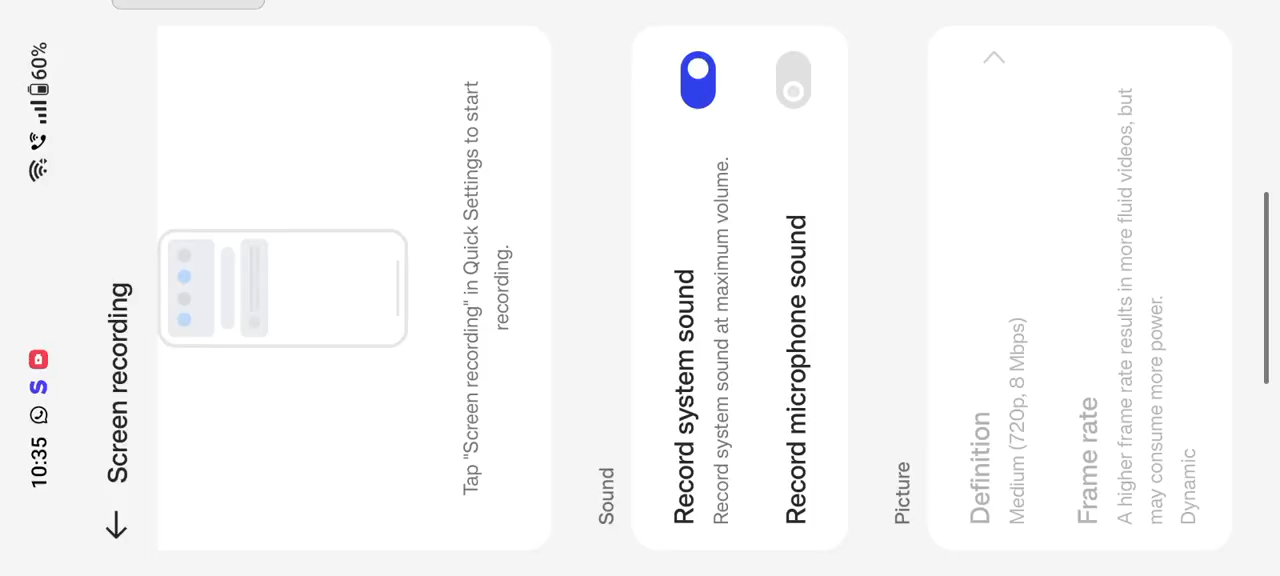 10:35
60%
Screen recording
Tap "Screen recording" in Quick Settings to start
recording.
Sound
Record system sound
Record system sound at maximum volume.
Record microphone sound
Picture
Definition
Medium (720p, 8 Mbps)
Frame rate
A higher frame rate results in more fluid videos, but
may consume more power.
Dynamic